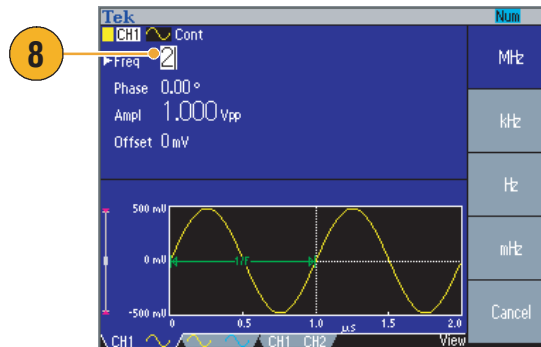 Tek Num
CH1 Cont
Freq 2
Phase 0.00 °
Ampl 1.000 Vpp
Offset 0 mV
8
MHz
kHz
Hz
mHz
Cancel
500 mV
0 mV
-500 mV
1/F
0 0.5 1.0 1.5 2.0
µs
CH1 CH1 CH2 View